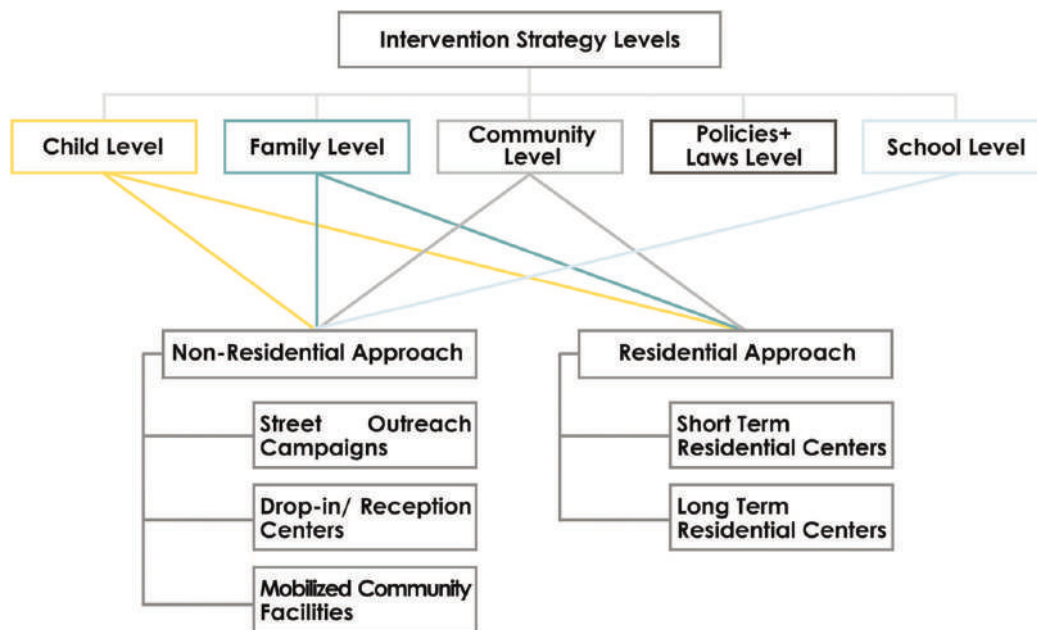 Intervention Strategy Levels
Child Level
Family Level
Community
Level
Policies+
Laws Level
School Level
Non-Residential Approach
Street Outreach
Campaigns
Drop-in/ Reception
Centers
Mobilized Community
Facilities
Residential Approach
Short Term
Residential Centers
Long Term
Residential Centers